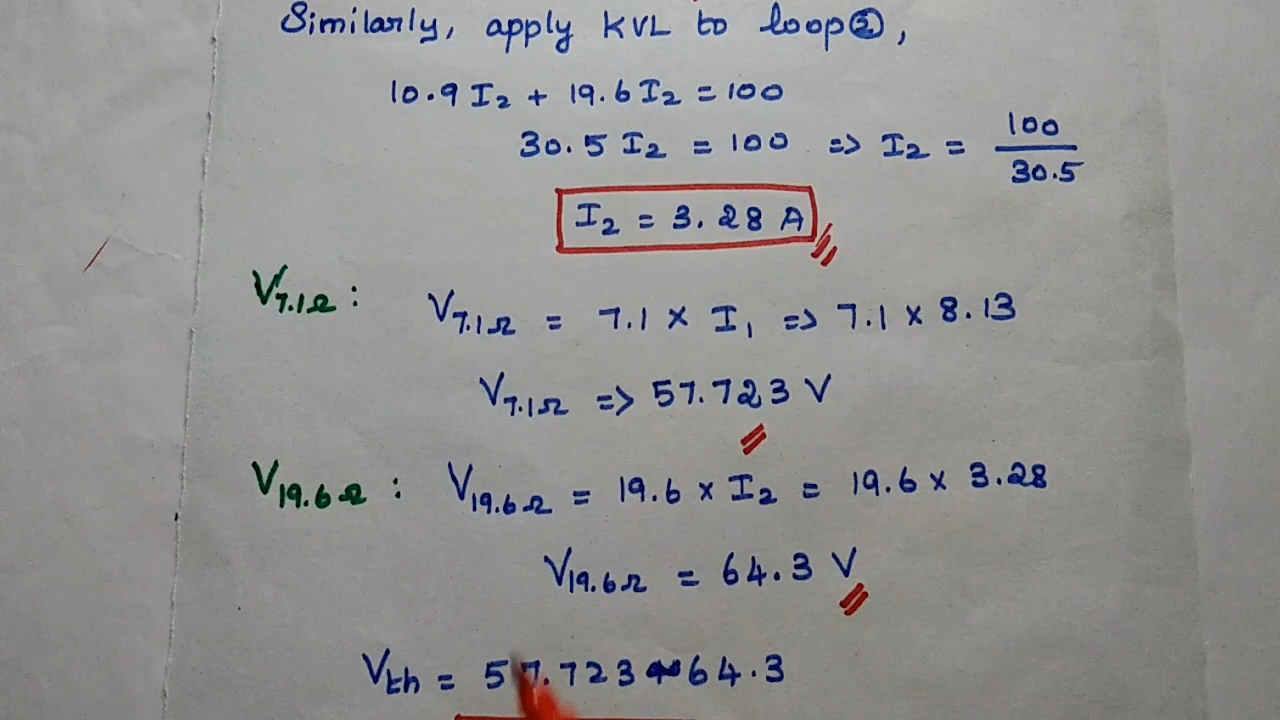 Similarly, apply KVL to loop②,
10.9 I₂ + 19.6 I₂ = 100
30.5 I₂ = 100 => I₂ = 100/30.5
I₂ = 3.28 A
V7.1Ω : V7.1Ω = 7.1 × I₁ => 7.1 × 8.13
V7.1Ω => 57.723 V
V19.6Ω : V19.6Ω = 19.6 × I₂ = 19.6 × 3.28
V19.6Ω = 64.3 V
Vth = 57.723 64.3